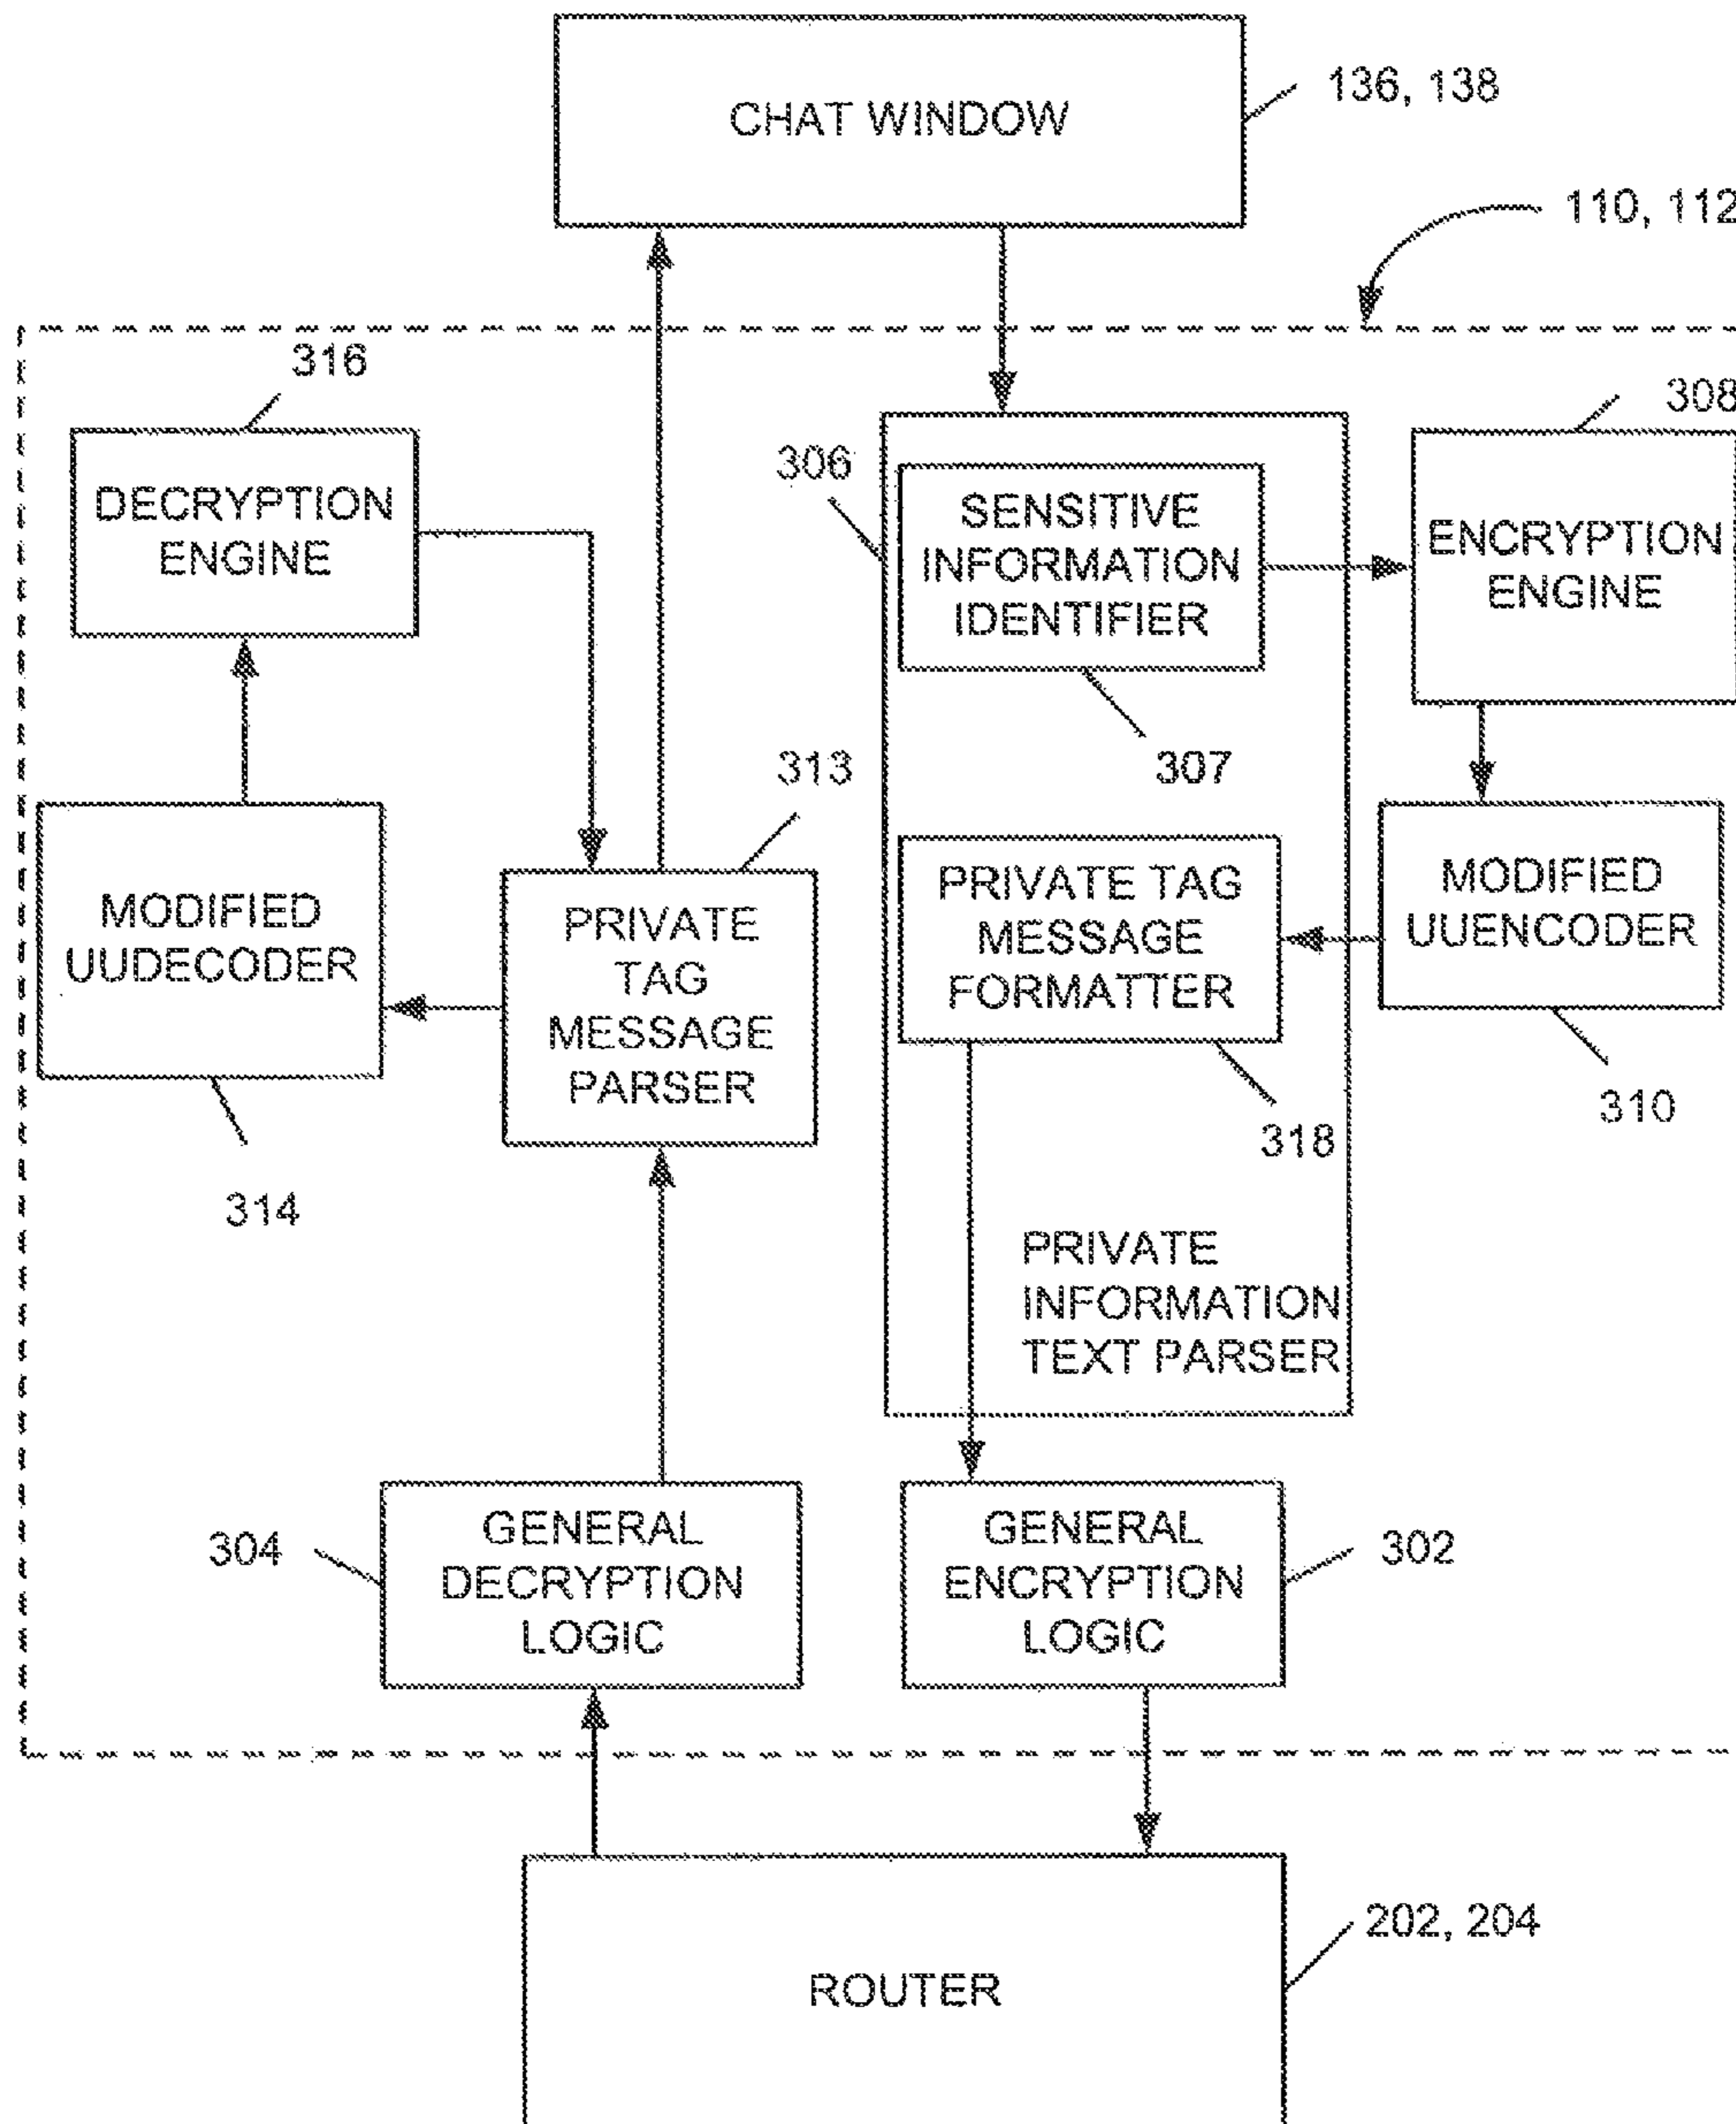 CHAT WINDOW
136, 138
110, 112
316
308
DECRYPTION
ENGINE
306
SENSITIVE
INFORMATION
IDENTIFIER
ENCRYPTION
ENGINE
307
313
MODIFIED
UUDECODER
PRIVATE
TAG
MESSAGE
PARSER
PRIVATE TAG
MESSAGE
FORMATTER
MODIFIED
UUENCODER
310
318
314
PRIVATE
INFORMATION
TEXT PARSER
304
GENERAL
DECRYPTION
LOGIC
GENERAL
ENCRYPTION
LOGIC
302
202, 204
ROUTER